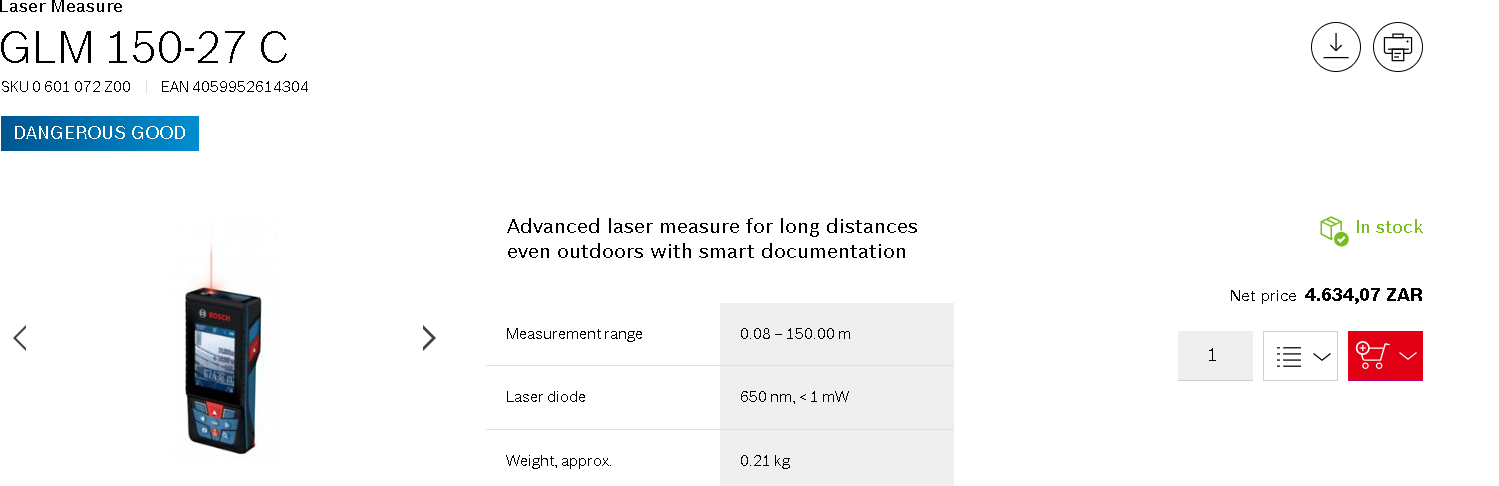 Laser Measure
GLM 150-27 C
SKU 0 601 072 Z00 | EAN 4059952614304
DANGEROUS GOOD
Advanced laser measure for long distances
even outdoors with smart documentation
In stock
Net price 4.634,07 ZAR
BOSCH
Measurement range 0.08 – 150.00 m
1
Laser diode 650 nm, < 1 mW
Weight, approx. 0.21 kg